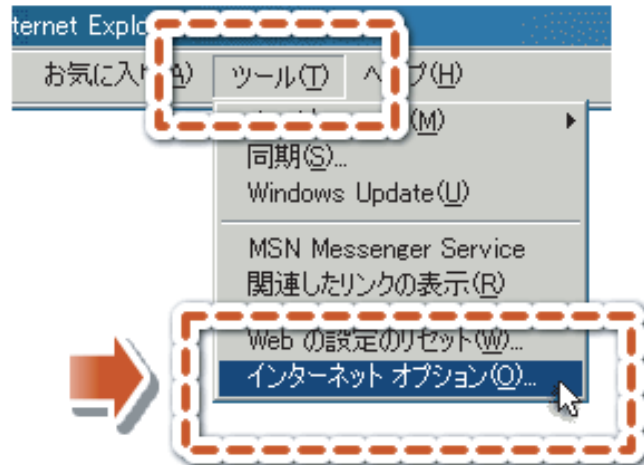 ternet Explo
お気に入り(A) ツール(T) ヘルプ(H)
(M)
同期(S)...
Windows Update(U)
MSN Messenger Service
関連したリンクの表示(R)
Web の設定のリセット(W)...
インターネット オプション(O)...